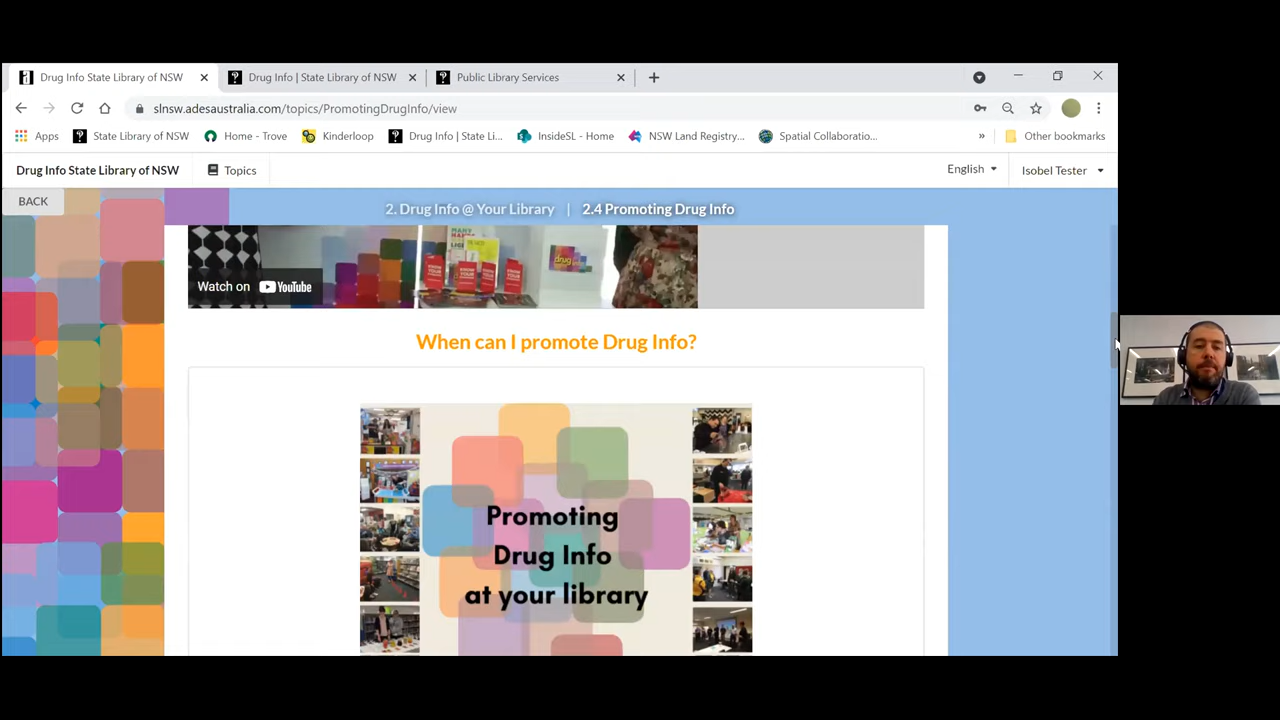 Drug Info State Library of NSW
Drug Info | State Library of NSW
Public Library Services
slnsw.adesaustralia.com/topics/PromotingDrugInfo/view
Apps
State Library of NSW
Home - Trove
Kinderloop
Drug Info | State Li...
InsideSL - Home
NSW Land Registry...
Spatial Collaboratio...
»
Other bookmarks
Drug Info State Library of NSW
Topics
English
Isobel Tester
BACK
2. Drug Info @ Your Library | 2.4 Promoting Drug Info
MANY
drug
Watch on YouTube
When can I promote Drug Info?
Promoting
Drug Info
at your library